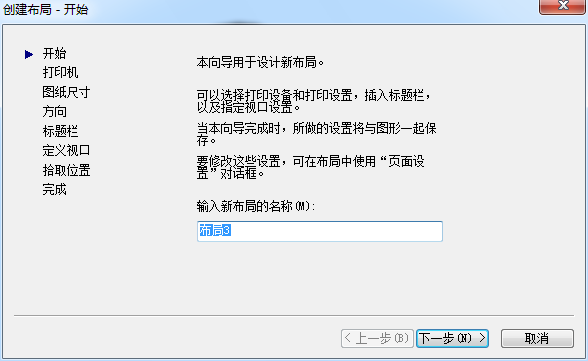 创建布局 - 开始
开始
打印机
图纸尺寸
方向
标题栏
定义视口
拾取位置
完成
本向导用于设计新布局。
可以选择打印设备和打印设置，插入标题栏，
以及指定视口设置。
当本向导完成时，所做的设置将与图形一起保
存。
要修改这些设置，可在布局中使用“页面设
置”对话框。
输入新布局的名称(M):
布局3
< 上一步(B)
下一步(N) >
取消